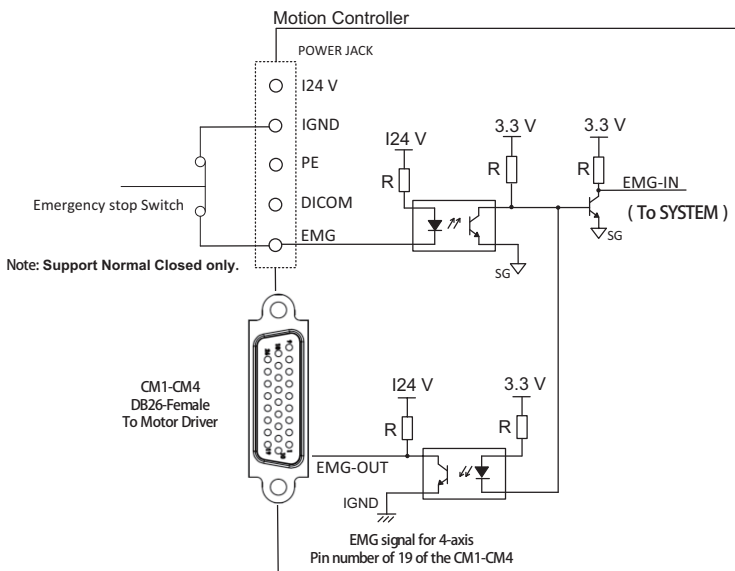 Motion Controller
POWER JACK
I24 V
IGND
PE
DICOM
EMG
Emergency stop Switch
Note: Support Normal Closed only.
I24 V
3.3 V
3.3 V
R
R
R
EMG-IN
( To SYSTEM )
SG
SG
CM1-CM4
DB26-Female
To Motor Driver
I24 V
3.3 V
R
R
EMG-OUT
IGND
EMG signal for 4-axis
Pin number of 19 of the CM1-CM4